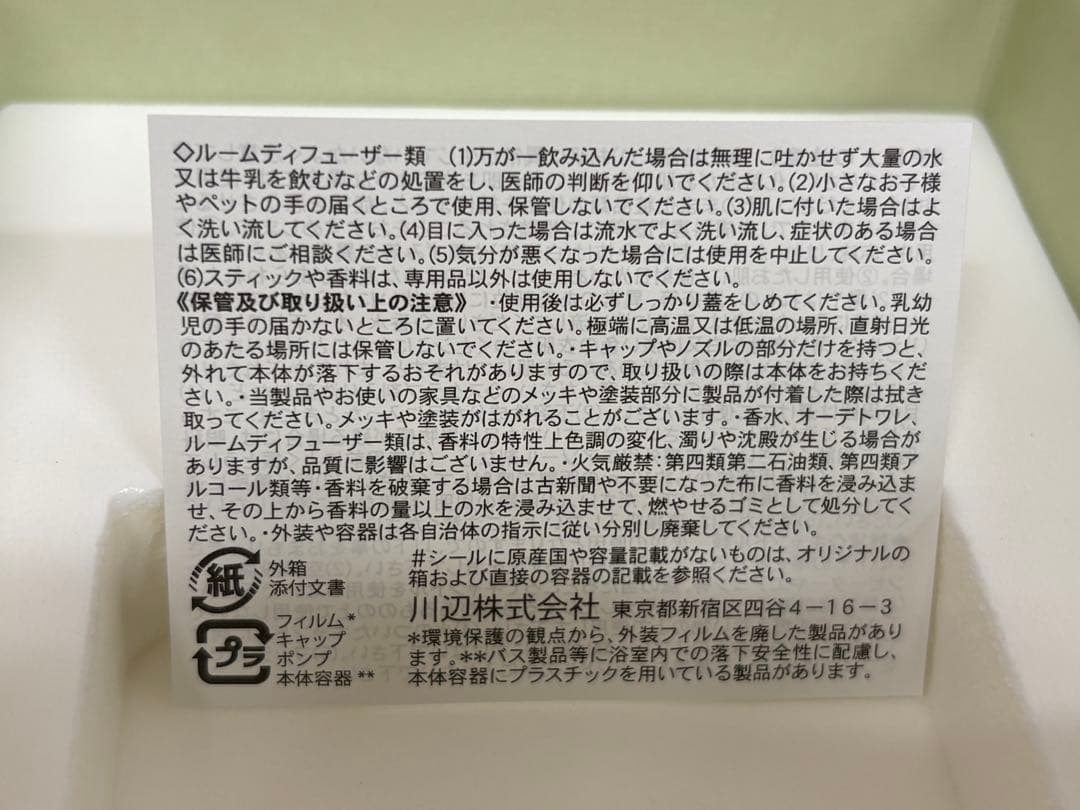 ◇ルームディフューザー類 (1)万が一飲み込んだ場合は無理に吐かせず大量の水
又は牛乳を飲むなどの処置をし、医師の判断を仰いでください。(2)小さなお子様
やペットの手の届くところで使用、保管しないでください。(3)肌に付いた場合はよ
く洗い流してください。(4)目に入った場合は流水でよく洗い流し、症状のある場合
は医師にご相談ください。(5)気分が悪くなった場合には使用を中止してください。
(6)スティックや香料は、専用品以外は使用しないでください。
《保管及び取り扱い上の注意》・使用後は必ずしっかり蓋をしめてください。乳幼
児の手の届かないところに置いてください。極端に高温又は低温の場所、直射日光
のあたる場所には保管しないでください。・キャップやノズルの部分だけを持つと、
外れて本体が落下するおそれがありますので、取り扱いの際は本体をお持ちくだ
さい。・当製品やお使いの家具などのメッキや塗装部分に製品が付着した際は拭き
取ってください。メッキや塗装がはがれることがございます。・香水、オーデトワレ、
ルームディフューザー類は、香料の特性上色調の変化、濁りや沈殿が生じる場合が
ありますが、品質に影響はございません。・火気厳禁:第四類第二石油類、第四類ア
ルコール類等・香料を破棄する場合は古新聞や不要になった布に香料を浸み込ま
せ、その上から香料の量以上の水を浸み込ませて、燃やせるゴミとして処分してく
ださい。・外装や容器は各自治体の指示に従い分別し廃棄してください。
紙 外箱
添付文書
#シールに原産国や容量記載がないものは、オリジナルの
箱および直接の容器の記載を参照ください。
プラ フィルム*
キャップ
ポンプ
本体容器**
川辺株式会社 東京都新宿区四谷4-16-3
*環境保護の観点から、外装フィルムを廃した製品があり
ます。**バス製品等に浴室内での落下安全性に配慮し、
本体容器にプラスチックを用いている製品があります。